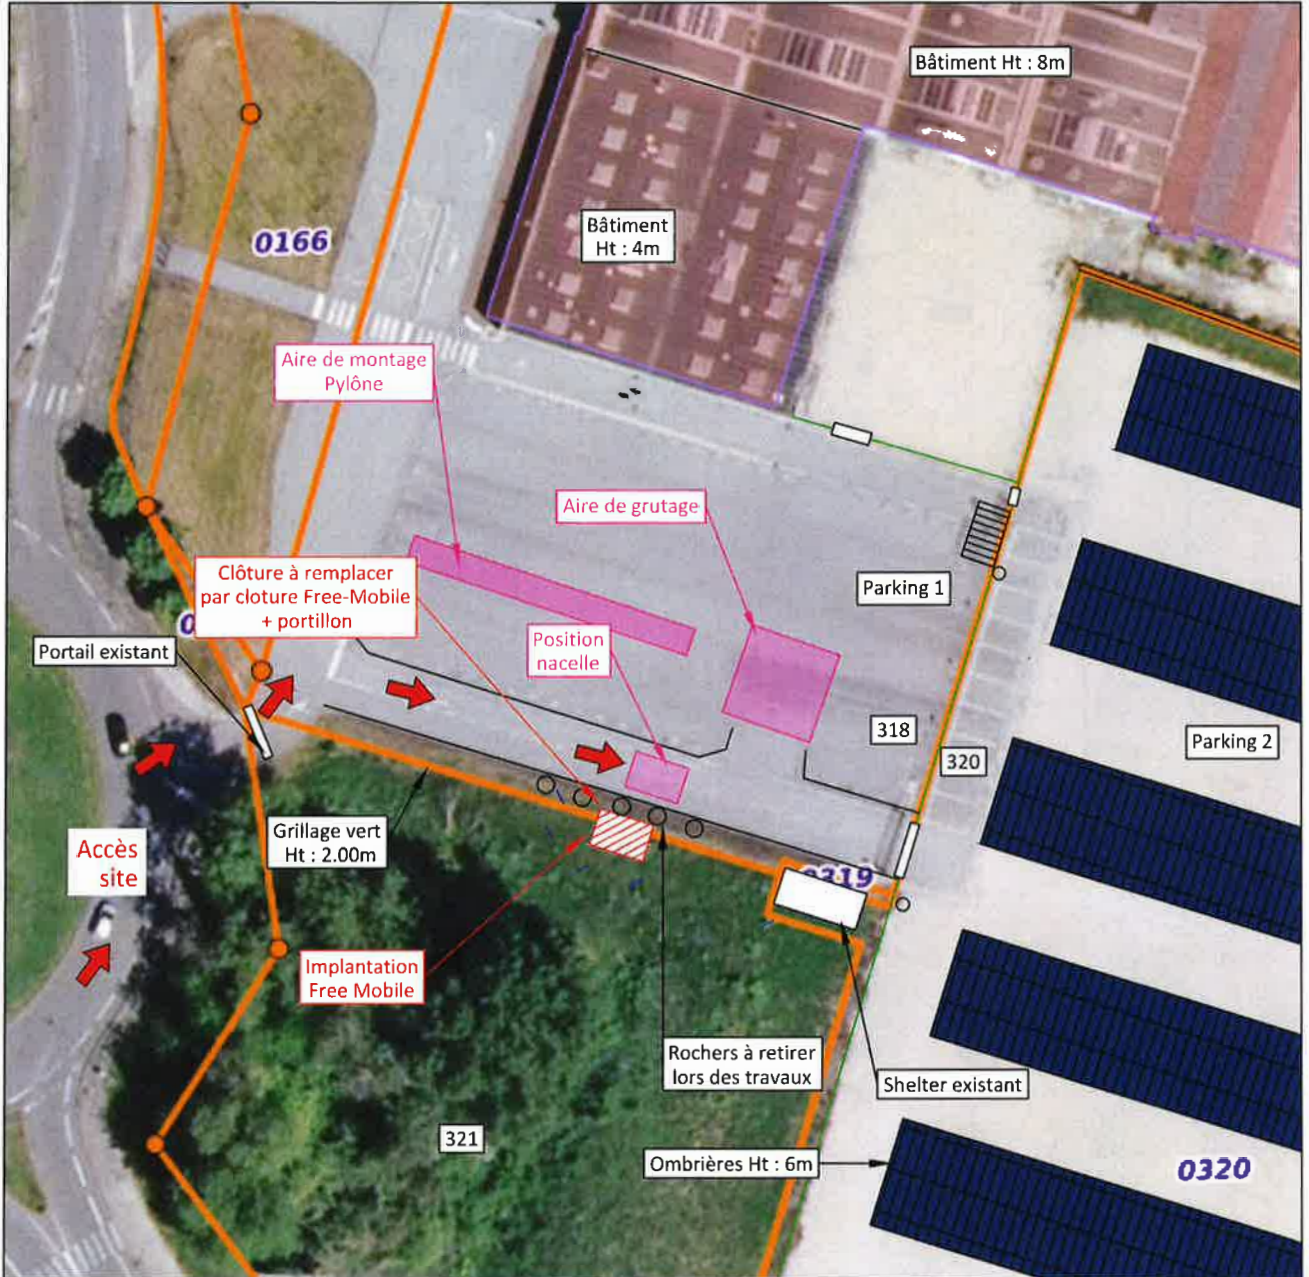 Bâtiment Ht : 8m
Bâtiment
Ht : 4m
0166
Aire de montage
Pylône
Aire de grutage
Clôture à remplacer
par cloture Free-Mobile
+ portillon
Parking 1
0
Portail existant
Position
nacelle
318
320
Parking 2
Grillage vert
Ht : 2.00m
Accès
site
0319
Implantation
Free Mobile
Rochers à retirer
lors des travaux
Shelter existant
321
Ombrières Ht : 6m
0320